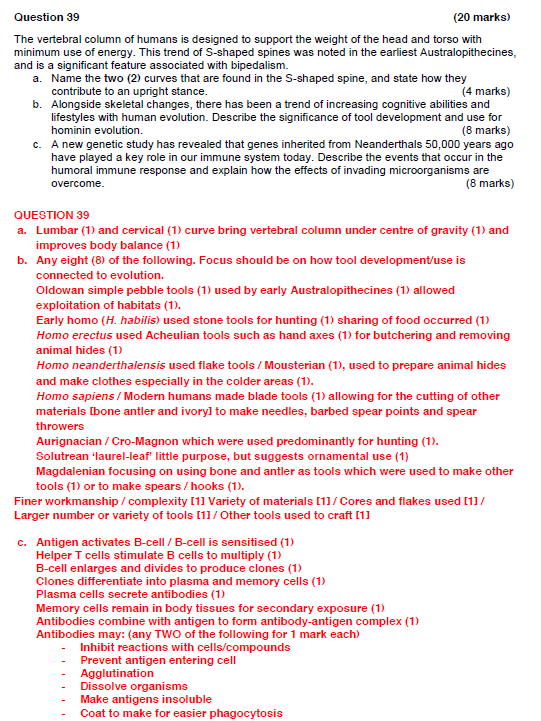 Question 39 (20 marks)
The vertebral column of humans is designed to support the weight of the head and torso with
minimum use of energy. This trend of S-shaped spines was noted in the earliest Australopithecines,
and is a significant feature associated with bipedalism.
a. Name the two (2) curves that are found in the S-shaped spine, and state how they
contribute to an upright stance. (4 marks)
b. Alongside skeletal changes, there has been a trend of increasing cognitive abilities and
lifestyles with human evolution. Describe the significance of tool development and use for
hominin evolution. (8 marks)
c. A new genetic study has revealed that genes inherited from Neanderthals 50,000 years ago
have played a key role in our immune system today. Describe the events that occur in the
humoral immune response and explain how the effects of invading microorganisms are
overcome. (8 marks)
QUESTION 39
a. Lumbar (1) and cervical (1) curve bring vertebral column under centre of gravity (1) and
improves body balance (1)
b. Any eight (8) of the following. Focus should be on how tool development/use is
connected to evolution.
Oldowan simple pebble tools (1) used by early Australopithecines (1) allowed
exploitation of habitats (1).
Early homo (H. habilis) used stone tools for hunting (1) sharing of food occurred (1)
Homo erectus used Acheulian tools such as hand axes (1) for butchering and removing
animal hides (1)
Homo neanderthalensis used flake tools / Mousterian (1), used to prepare animal hides
and make clothes especially in the colder areas (1).
Homo sapiens / Modern humans made blade tools (1) allowing for the cutting of other
materials [bone antler and ivory] to make needles, barbed spear points and spear
throwers
Aurignacian / Cro-Magnon which were used predominantly for hunting (1).
Solutrean ‘laurel-leaf’ little purpose, but suggests ornamental use (1)
Magdalenian focusing on using bone and antler as tools which were used to make other
tools (1) or to make spears / hooks (1).
Finer workmanship / complexity [1] Variety of materials [1] / Cores and flakes used [1] /
Larger number or variety of tools [1] / Other tools used to craft [1]
c. Antigen activates B-cell / B-cell is sensitised (1)
Helper T cells stimulate B cells to multiply (1)
B-cell enlarges and divides to produce clones (1)
Clones differentiate into plasma and memory cells (1)
Plasma cells secrete antibodies (1)
Memory cells remain in body tissues for secondary exposure (1)
Antibodies combine with antigen to form antibody-antigen complex (1)
Antibodies may: (any TWO of the following for 1 mark each)
- Inhibit reactions with cells/compounds
- Prevent antigen entering cell
- Agglutination
- Dissolve organisms
- Make antigens insoluble
- Coat to make for easier phagocytosis